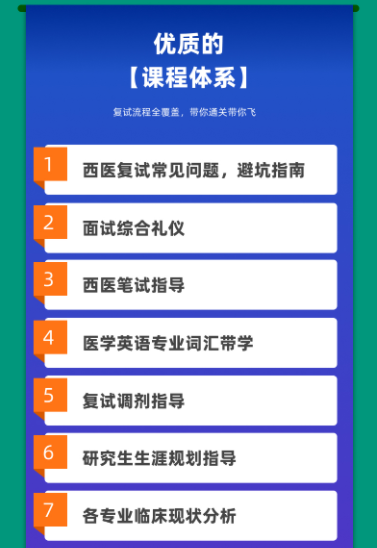 优质的
【课程体系】
复试流程全覆盖，带你通关带你飞
1
西医复试常见问题，避坑指南
2
面试综合礼仪
3
西医笔试指导
4
医学英语专业词汇带学
5
复试调剂指导
6
研究生生涯规划指导
7
各专业临床现状分析